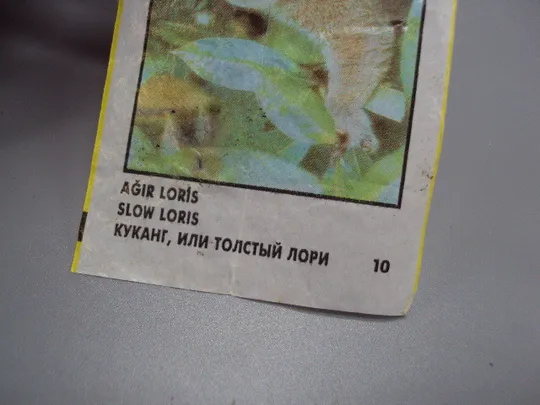 AĞIR LORİS
SLOW LORIS
КУКАНГ, ИЛИ ТОЛСТЫЙ ЛОРИ 10